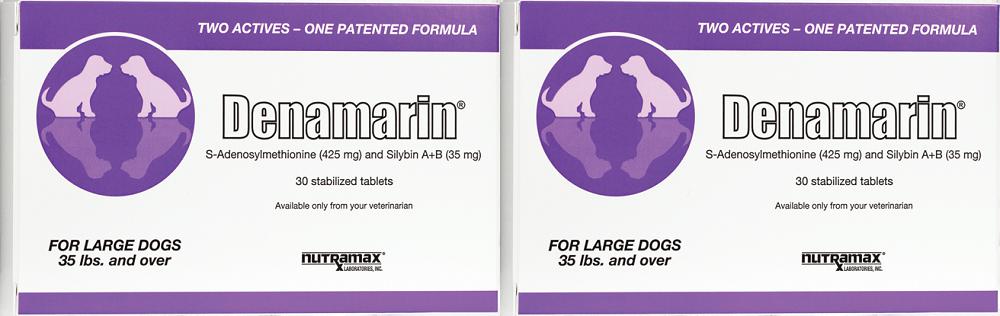 TWO ACTIVES – ONE PATENTED FORMULA
Denamarin®
S-Adenosylmethionine (425 mg) and Silybin A+B (35 mg)
30 stabilized tablets
Available only from your veterinarian
FOR LARGE DOGS
35 lbs. and over
nutramax
Rx LABORATORIES, INC.
TWO ACTIVES – ONE PATENTED FORMULA
Denamarin®
S-Adenosylmethionine (425 mg) and Silybin A+B (35 mg)
30 stabilized tablets
Available only from your veterinarian
FOR LARGE DOGS
35 lbs. and over
nutramax
Rx LABORATORIES, INC.